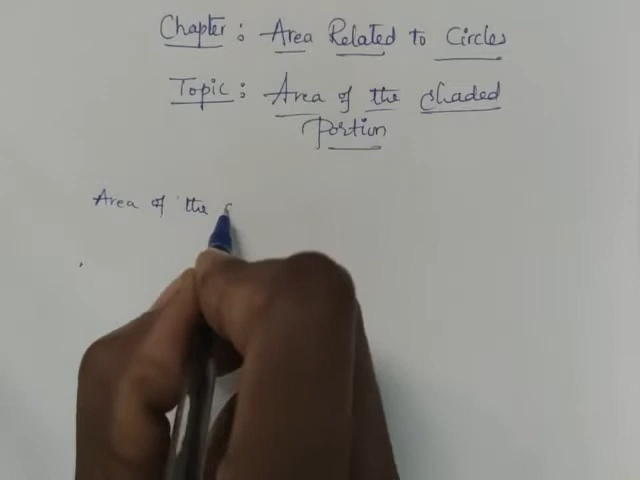 Chapter: Area Related to Circles
Topic: Area of the shaded
Portion
Area of the